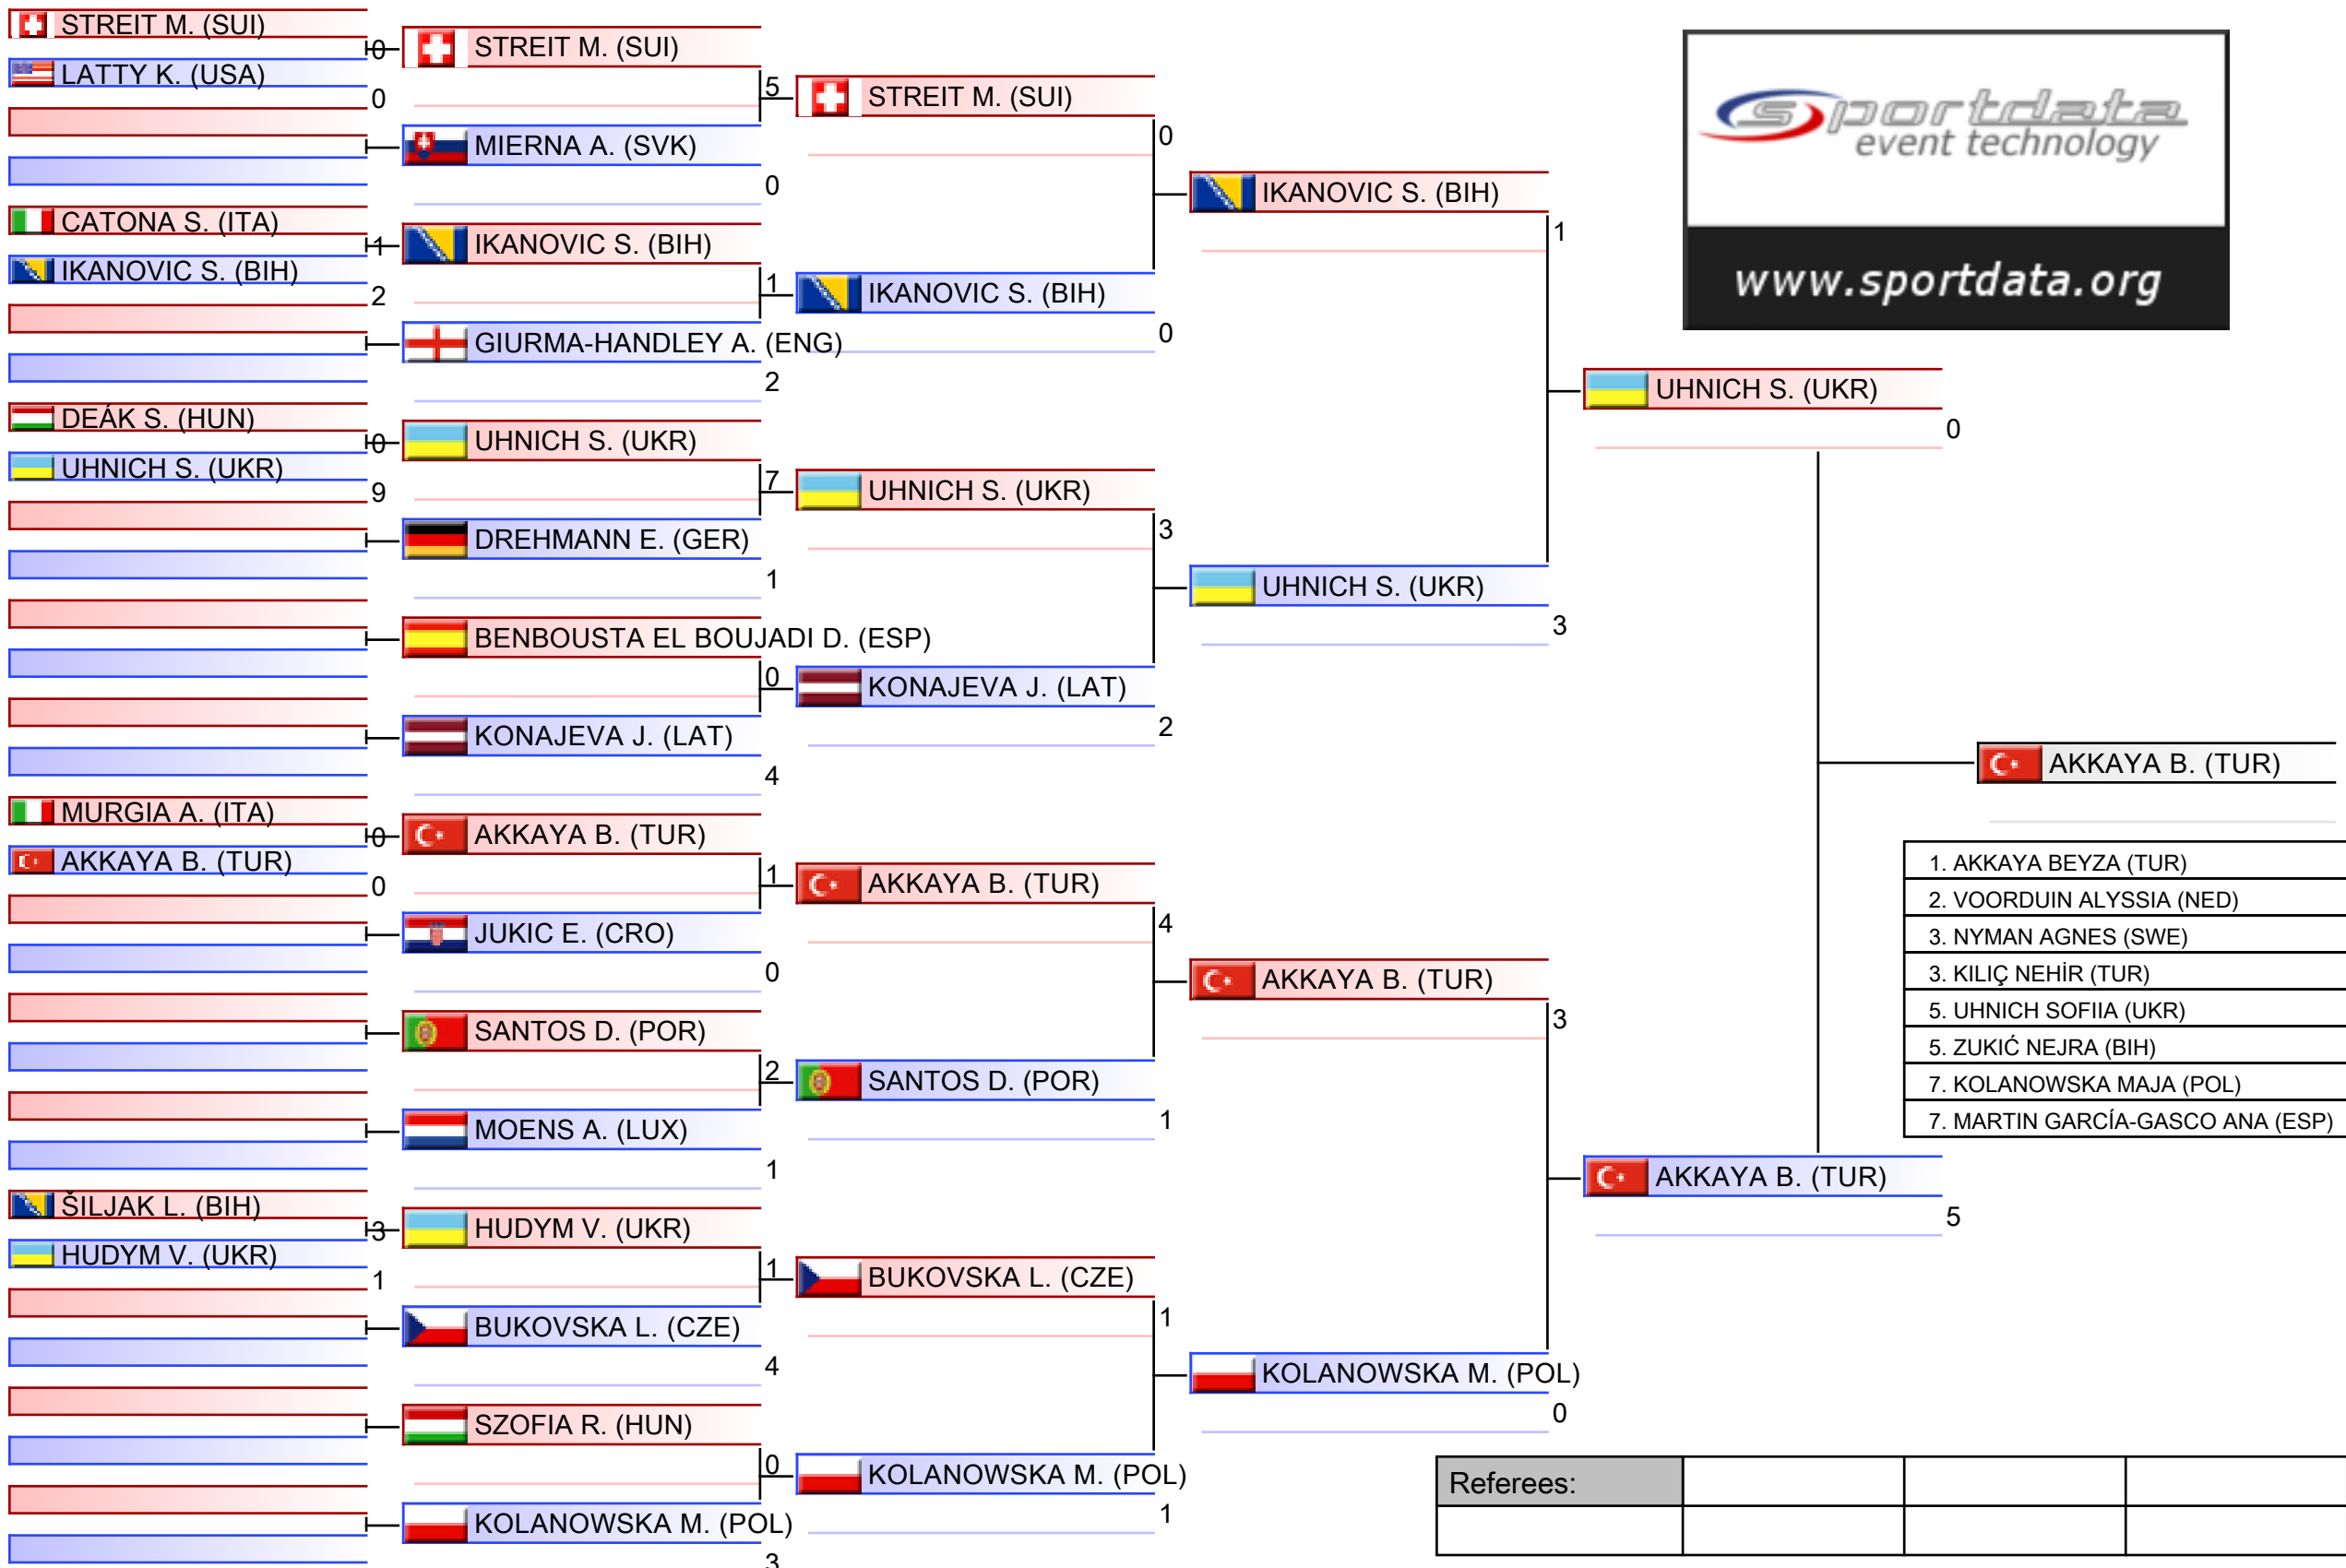 STREIT M. (SUI)
0
LATTY K. (USA)
0
CATONA S. (ITA)
1
IKANOVIC S. (BIH)
2
DEÁK S. (HUN)
0
UHNICH S. (UKR)
9
MURGIA A. (ITA)
0
AKKAYA B. (TUR)
0
ŠILJAK L. (BIH)
3
HUDYM V. (UKR)
1
STREIT M. (SUI)
5
MIERNA A. (SVK)
0
IKANOVIC S. (BIH)
1
GIURMA-HANDLEY A. (ENG)
2
UHNICH S. (UKR)
7
DREHMANN E. (GER)
1
BENBOUSTA EL BOUJADI D. (ESP)
0
KONAJEVA J. (LAT)
4
AKKAYA B. (TUR)
1
JUKIC E. (CRO)
0
SANTOS D. (POR)
2
MOENS A. (LUX)
1
HUDYM V. (UKR)
1
BUKOVSKA L. (CZE)
4
SZOFIA R. (HUN)
0
KOLANOWSKA M. (POL)
3
STREIT M. (SUI)
0
IKANOVIC S. (BIH)
0
UHNICH S. (UKR)
3
KONAJEVA J. (LAT)
2
AKKAYA B. (TUR)
4
SANTOS D. (POR)
1
BUKOVSKA L. (CZE)
1
KOLANOWSKA M. (POL)
1
IKANOVIC S. (BIH)
1
UHNICH S. (UKR)
3
AKKAYA B. (TUR)
3
KOLANOWSKA M. (POL)
0
UHNICH S. (UKR)
0
AKKAYA B. (TUR)
5
AKKAYA B. (TUR)
sportdata
event technology
www.sportdata.org
1. AKKAYA BEYZA (TUR)
2. VOORDUIN ALYSSIA (NED)
3. NYMAN AGNES (SWE)
3. KILIÇ NEHİR (TUR)
5. UHNICH SOFIIA (UKR)
5. ZUKIĆ NEJRA (BIH)
7. KOLANOWSKA MAJA (POL)
7. MARTIN GARCÍA-GASCO ANA (ESP)
Referees: